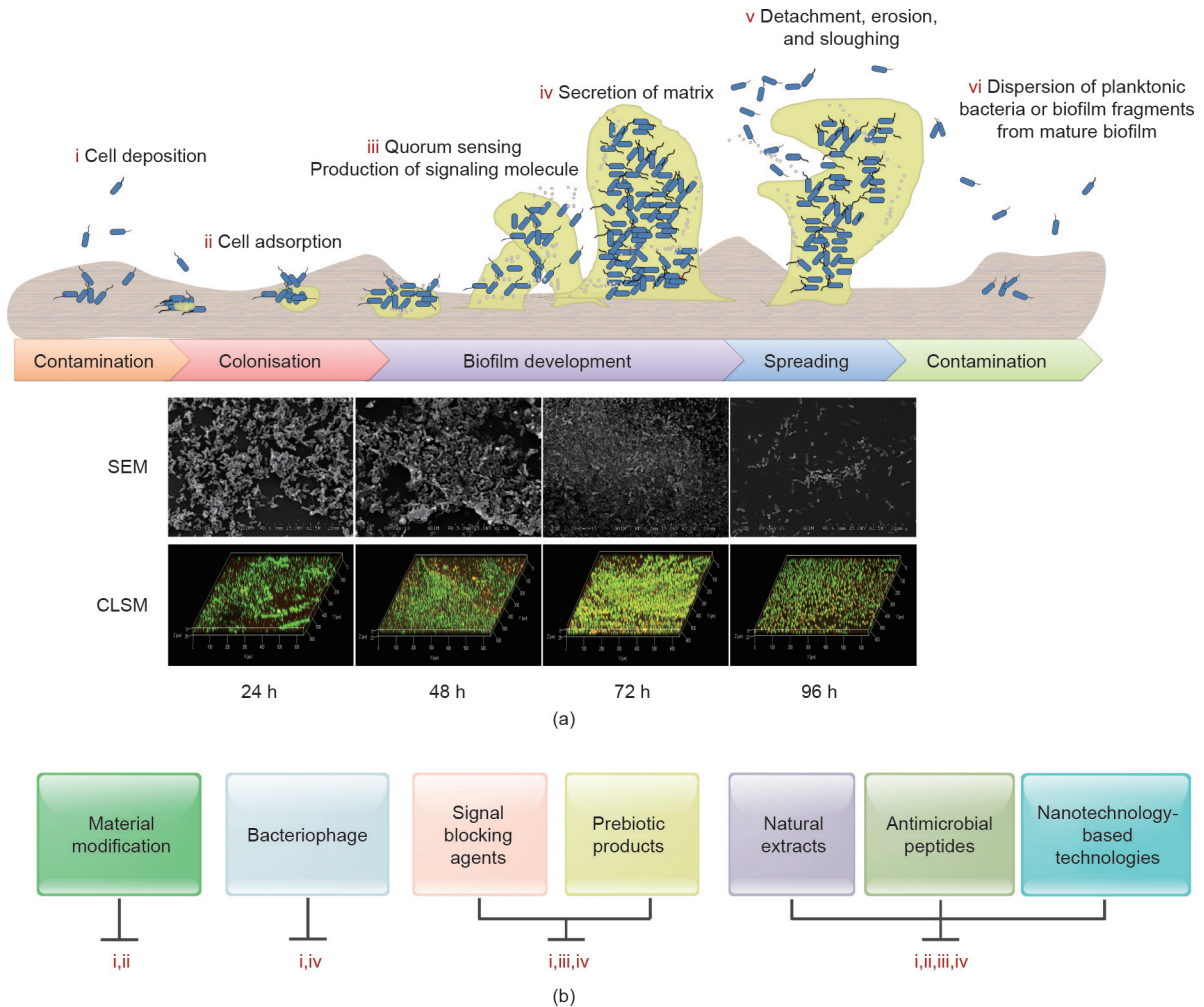 v Detachment, erosion,
and sloughing
iv Secretion of matrix
vi Dispersion of planktonic
bacteria or biofilm fragments
from mature biofilm
i Cell deposition
iii Quorum sensing
Production of signaling molecule
ii Cell adsorption
Contamination
Colonisation
Biofilm development
Spreading
Contamination
SEM
CLSM
24 h
48 h
72 h
96 h
(a)
Material
modification
Bacteriophage
Signal
blocking
agents
Prebiotic
products
Natural
extracts
Antimicrobial
peptides
Nanotechnology-
based
technologies
i,ii
i,iv
i,iii,iv
i,ii,iii,iv
(b)